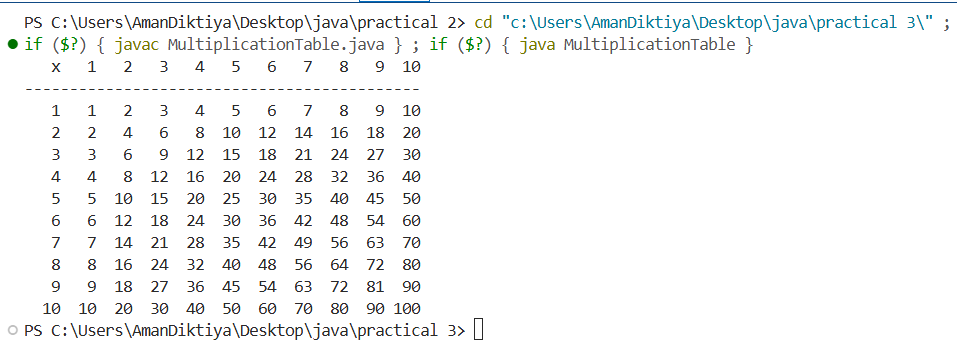 PS C:\Users\AmanDiktiya\Desktop\java\practical 2> cd "c:\Users\AmanDiktiya\Desktop\java\practical 3\" ;
if ($?) { javac MultiplicationTable.java } ; if ($?) { java MultiplicationTable }
   x   1   2   3   4   5   6   7   8   9  10
--------------------------------------------
   1   1   2   3   4   5   6   7   8   9  10
   2   2   4   6   8  10  12  14  16  18  20
   3   3   6   9  12  15  18  21  24  27  30
   4   4   8  12  16  20  24  28  32  36  40
   5   5  10  15  20  25  30  35  40  45  50
   6   6  12  18  24  30  36  42  48  54  60
   7   7  14  21  28  35  42  49  56  63  70
   8   8  16  24  32  40  48  56  64  72  80
   9   9  18  27  36  45  54  63  72  81  90
  10  10  20  30  40  50  60  70  80  90 100
PS C:\Users\AmanDiktiya\Desktop\java\practical 3>